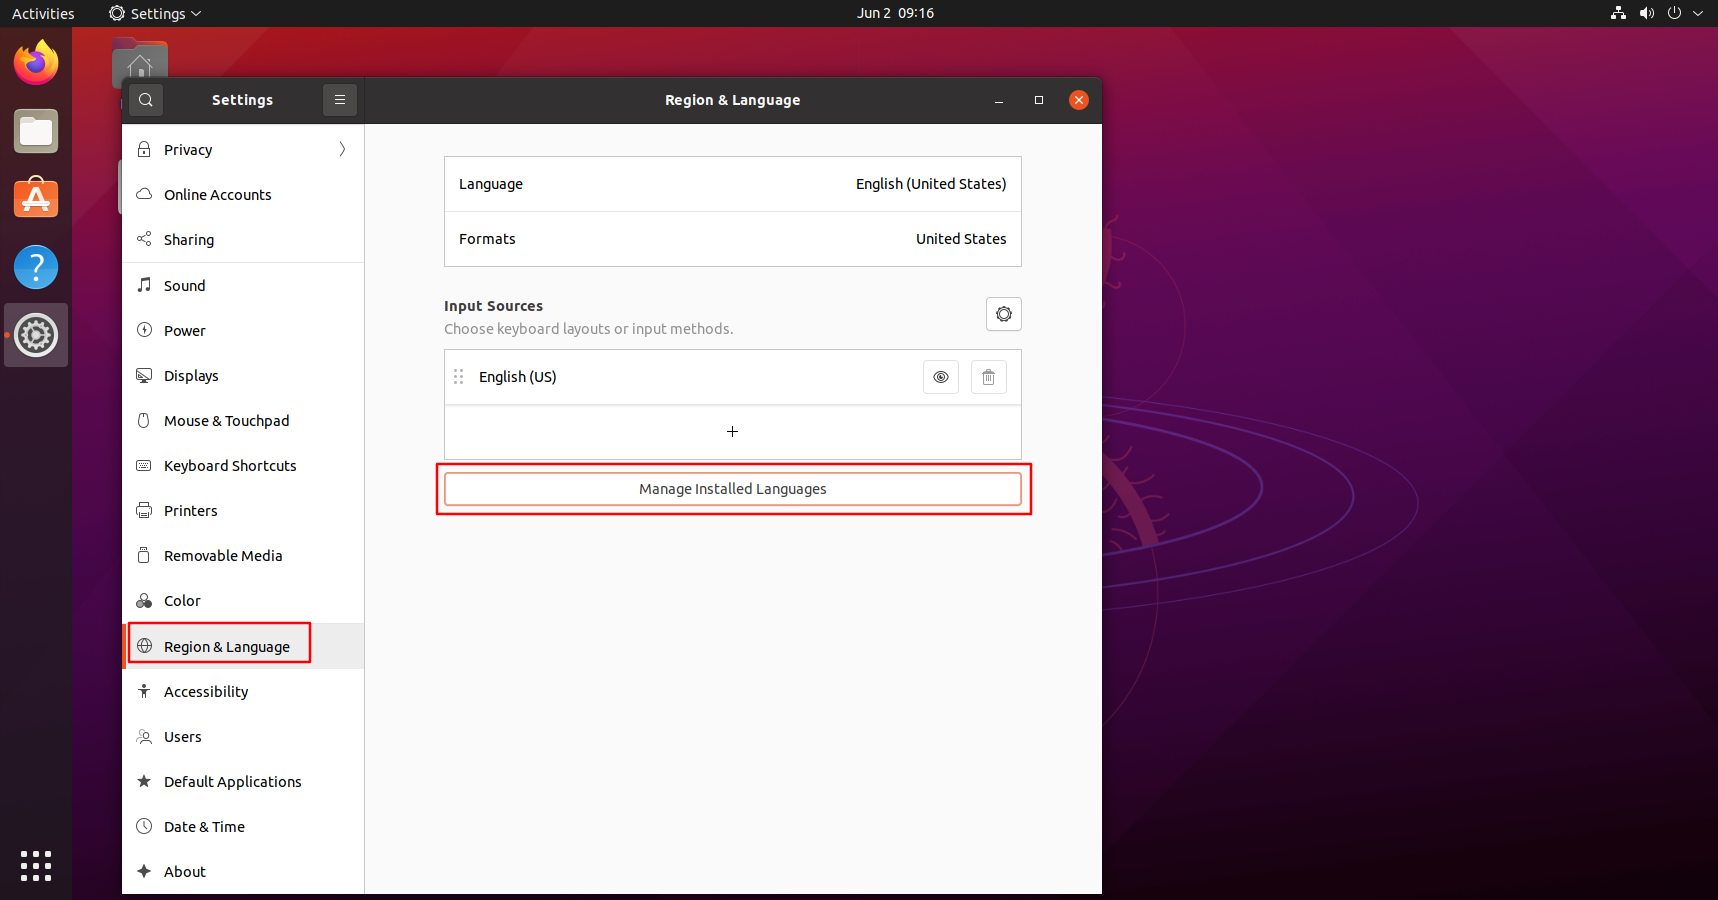 Activities
Settings
Jun 2 09:16
Settings
Region & Language
Privacy
Online Accounts
Sharing
Sound
Power
Displays
Mouse & Touchpad
Keyboard Shortcuts
Printers
Removable Media
Color
Region & Language
Accessibility
Users
Default Applications
Date & Time
About
Language
English (United States)
Formats
United States
Input Sources
Choose keyboard layouts or input methods.
English (US)
+
Manage Installed Languages